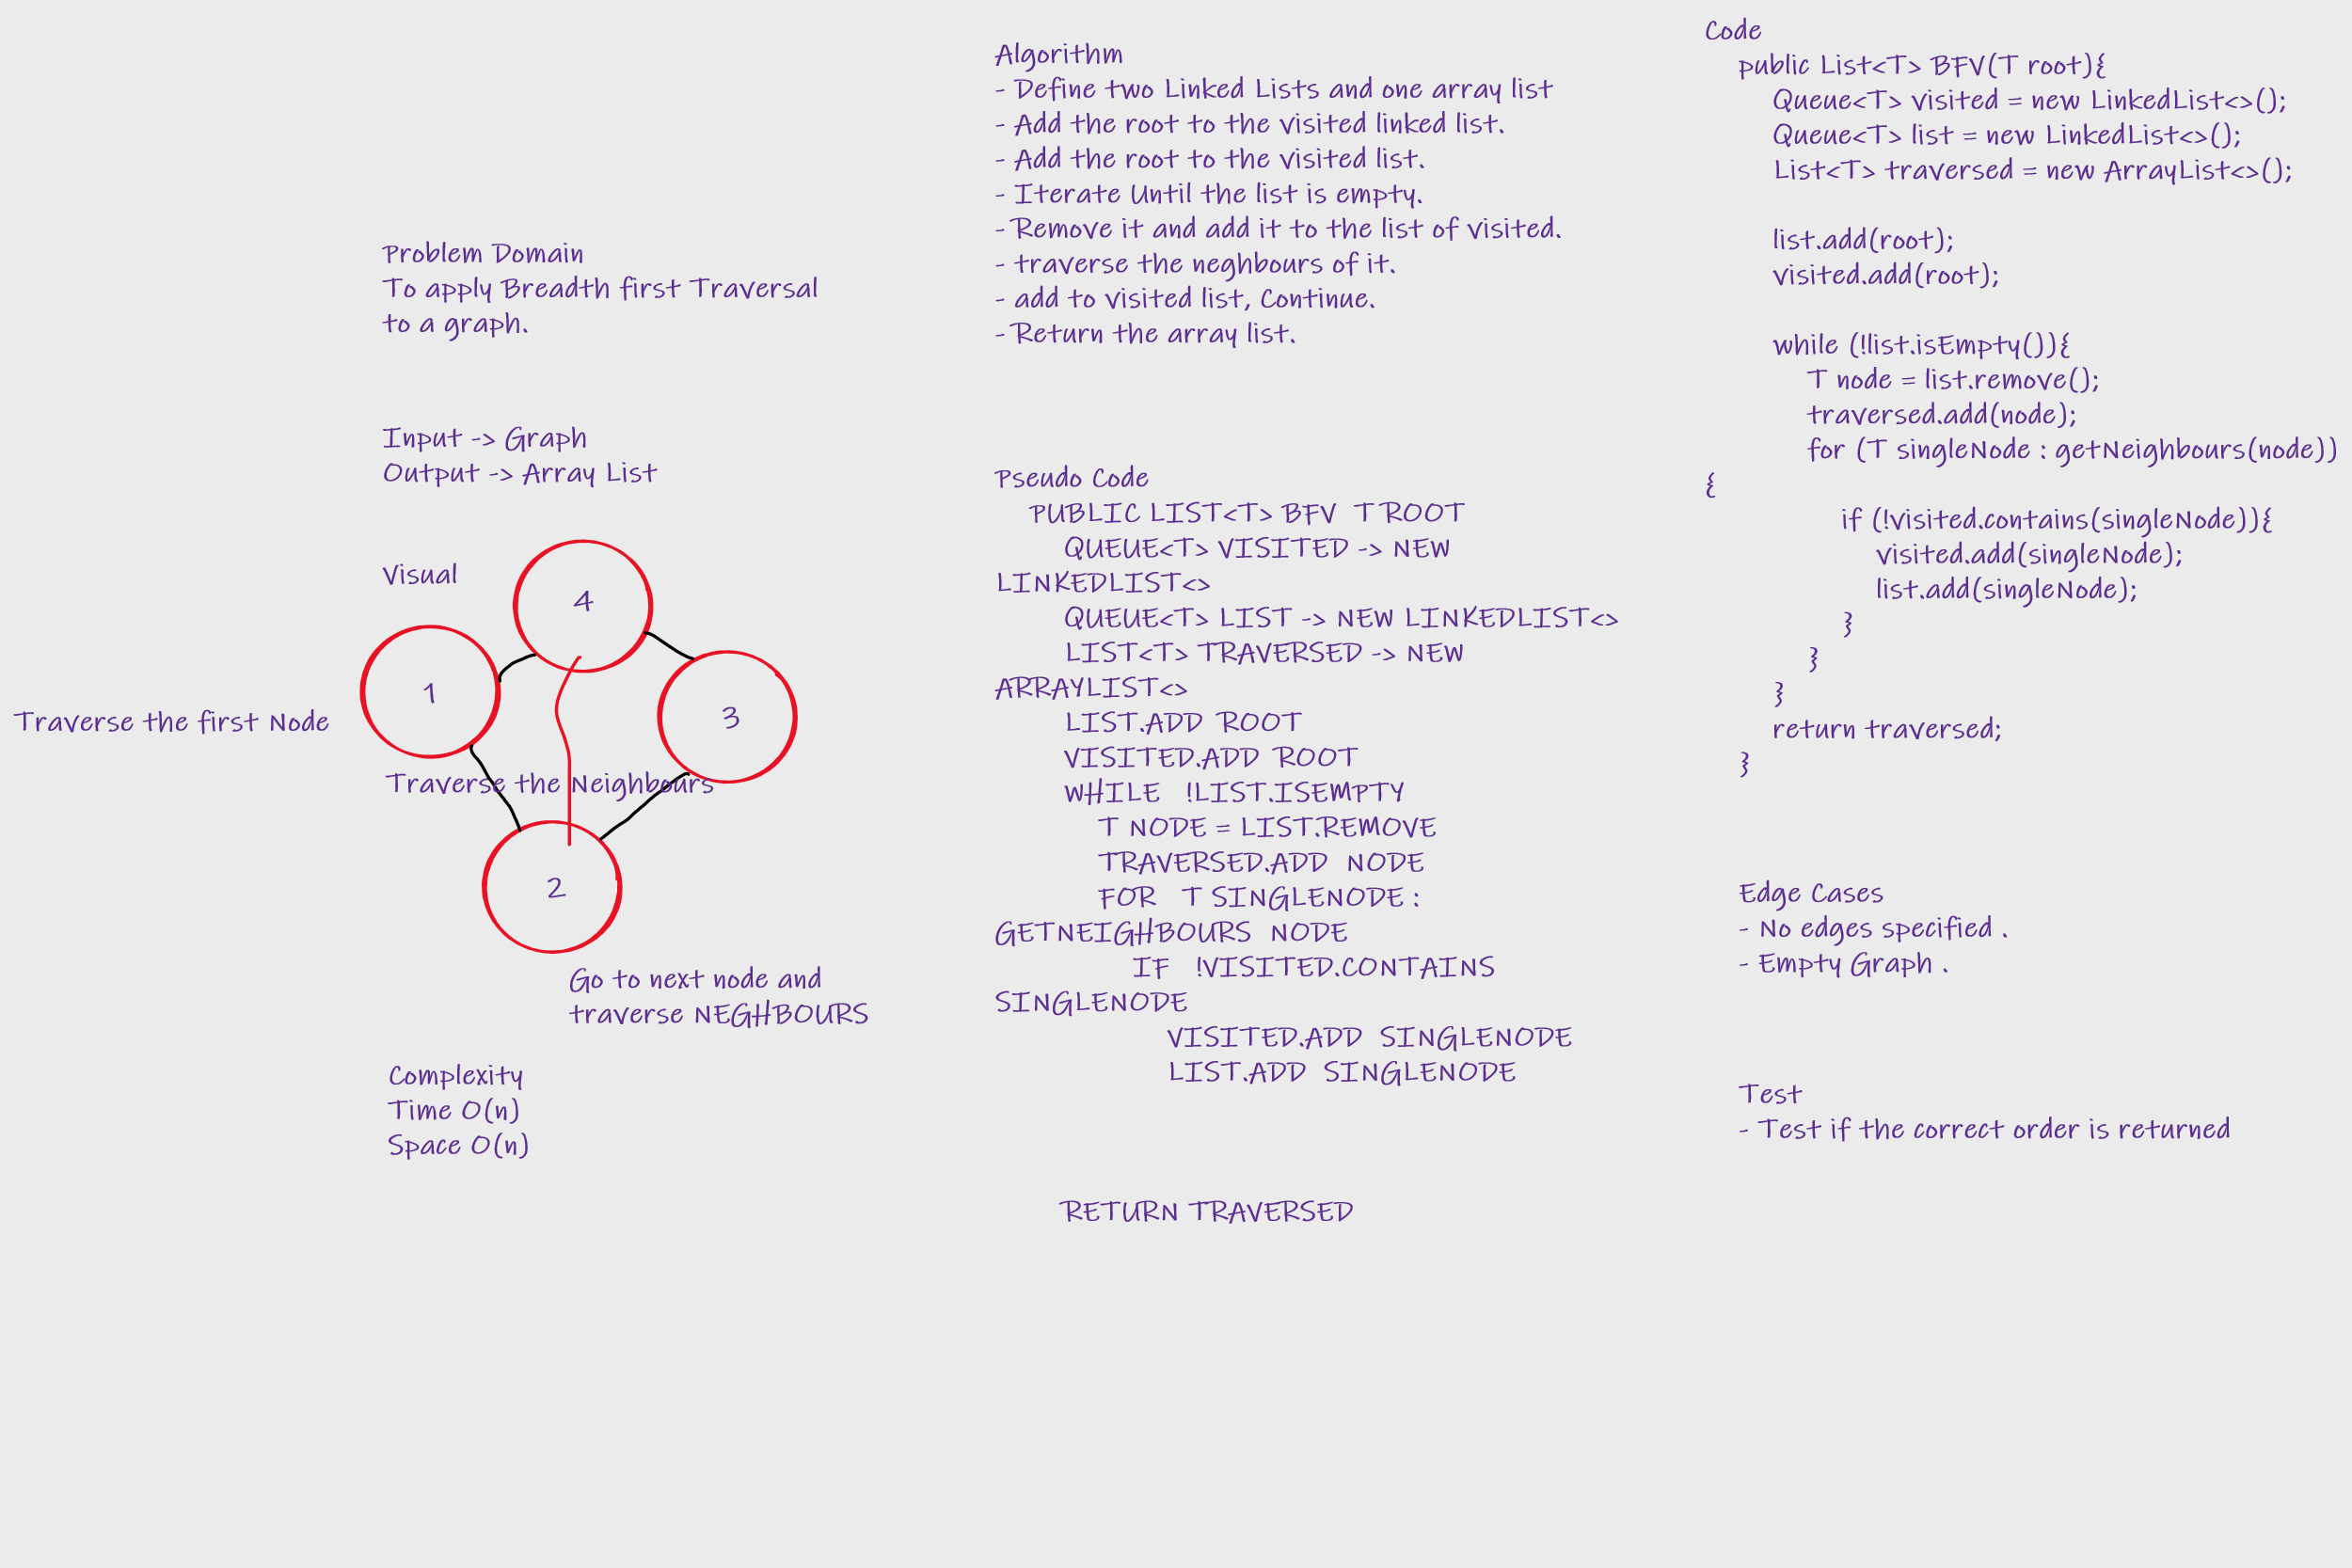 Problem Domain
To apply Breadth first Traversal
to a graph.
Input -> Graph
Output -> Array List
Visual
4
1
3
Traverse the first Node
Traverse the Neighbours
2
Go to next node and
traverse NEGHBOURS
Complexity
Time O(n)
Space O(n)
Algorithm
- Define two Linked Lists and one array list
- Add the root to the visited linked list.
- Add the root to the visited list.
- Iterate Until the list is empty.
- Remove it and add it to the list of visited.
- traverse the neghbours of it.
- add to visited list, Continue.
- Return the array list.
Pseudo Code
PUBLIC LIST<T> BFV T ROOT
QUEUE<T> VISITED -> NEW
LINKEDLIST<>
QUEUE<T> LIST -> NEW LINKEDLIST<>
LIST<T> TRAVERSED -> NEW
ARRAYLIST<>
LIST.ADD ROOT
VISITED.ADD ROOT
WHILE !LIST.ISEMPTY
T NODE = LIST.REMOVE
TRAVERSED.ADD NODE
FOR T SINGLENODE :
GETNEIGHBOURS NODE
IF !VISITED.CONTAINS
SINGLENODE
VISITED.ADD SINGLENODE
LIST.ADD SINGLENODE
RETURN TRAVERSED
Code
public List<T> BFV(T root){
Queue<T> visited = new LinkedList<>();
Queue<T> list = new LinkedList<>();
List<T> traversed = new ArrayList<>();
list.add(root);
visited.add(root);
while (!list.isEmpty()){
T node = list.remove();
traversed.add(node);
for (T singleNode : getNeighbours(node))
{
if (!visited.contains(singleNode)){
visited.add(singleNode);
list.add(singleNode);
}
}
}
return traversed;
}
Edge Cases
- No edges specified .
- Empty Graph .
Test
- Test if the correct order is returned